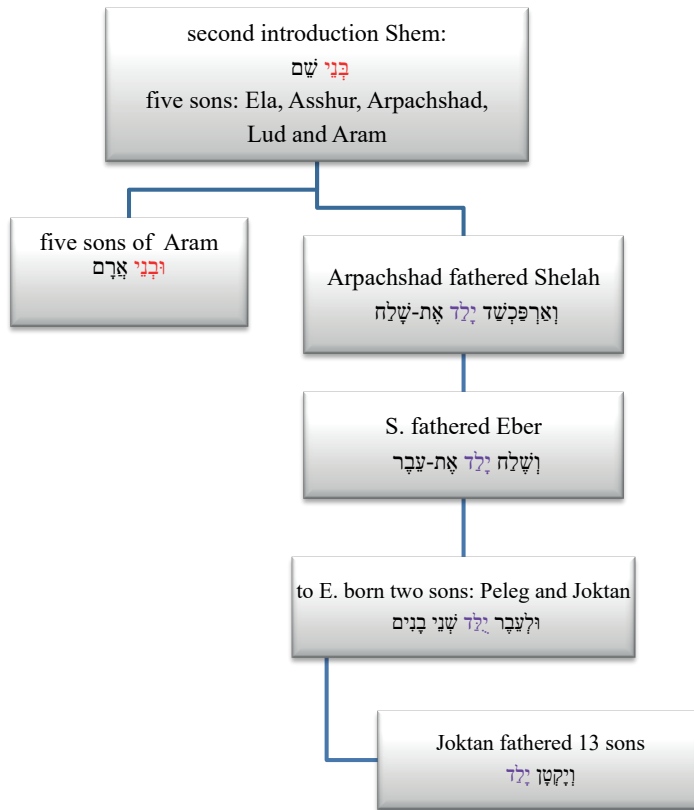 second introduction Shem:
בְּנֵי שֵׁם
five sons: Ela, Asshur, Arpachshad,
Lud and Aram
five sons of Aram
וּבְנֵי אֲרָם
Arpachshad fathered Shelah
וְאַרְפַּכְשַׁד יָלַד אֶת-שָׁלַח
S. fathered Eber
וְשֶׁלַח יָלַד אֶת-עֵבֶר
to E. born two sons: Peleg and Joktan
וּלְעֵבֶר יֻלַּד שְׁנֵי בָנִים
Joktan fathered 13 sons
וְיָקְטָן יָלַד